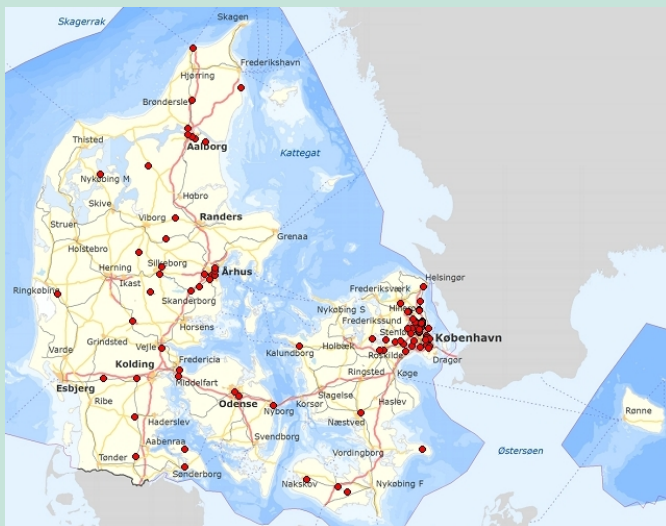 Skagerrak
Skagen
Hjørring
Frederikshavn
Brøndersle
Aalborg
Thisted
Kattegat
Nykøbing M
Hobro
Skive
Viborg
Randers
Struer
Grenaa
Holstebro
Silkeborg
Herning
Århus
Ikast
Ringkøbing
Skanderborg
Helsingør
Frederiksværk
Nykøbing S
Hillerø
Horsens
Frederikssund
Grindsted
Stenlø
København
Varde
Vejle
Kalundborg
Holbæk
Roskilde
Dragør
Fredericia
Kolding
Ringsted
Køge
Esbjerg
Middelfart
Slagelse
Ribe
Odense
Nyborg
Korsør
Haslev
Rønne
Haderslev
Næstved
Aabenraa
Svendborg
Østersøen
Tønder
Vordingborg
Sønderborg
Nakskov
Nykøbing F